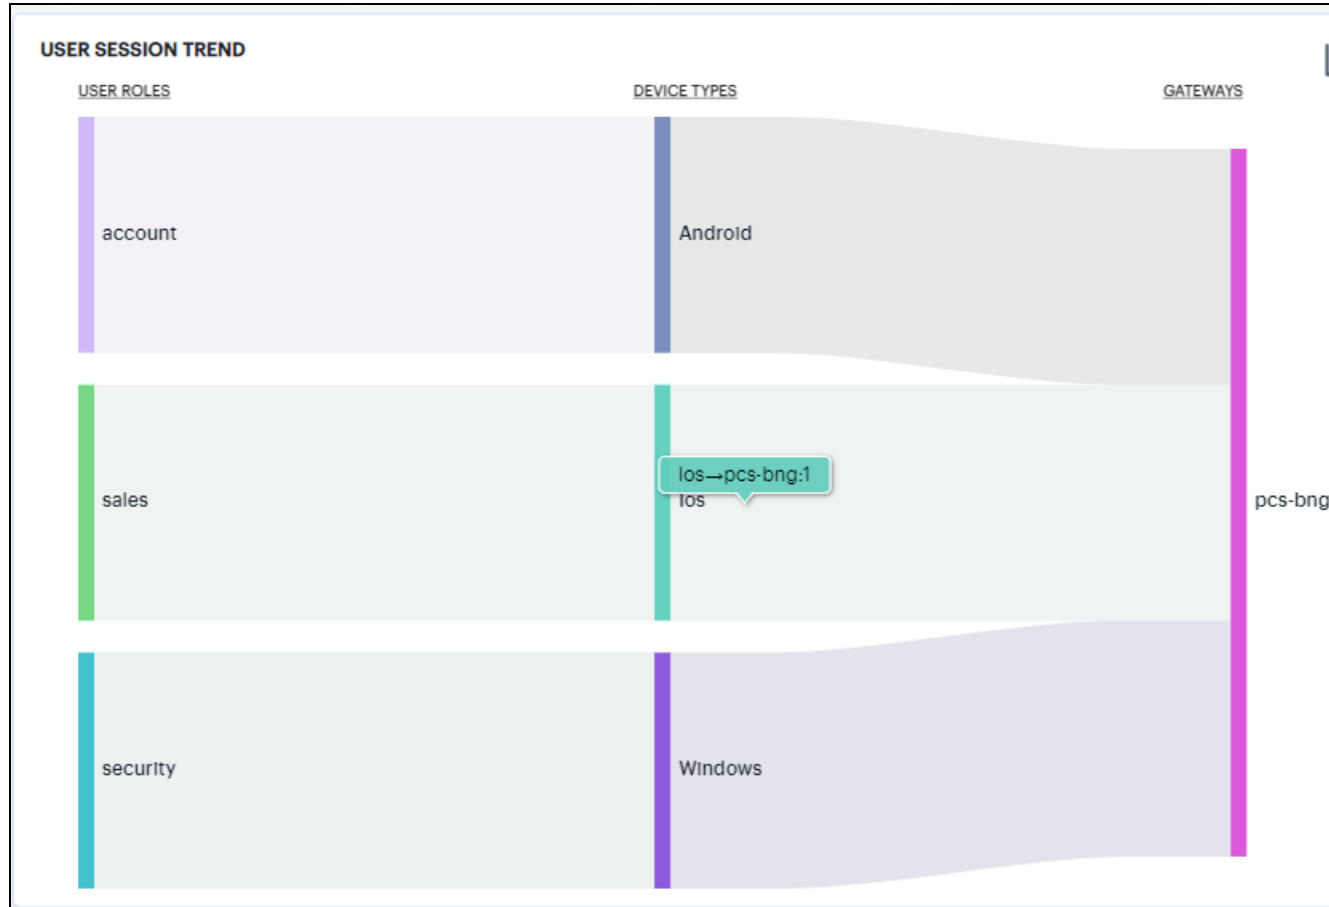 USER SESSION TREND
USER ROLES DEVICE TYPES GATEWAYS
account Android
Ios→pcs-bng:1
sales Ios pcs-bng
security Windows